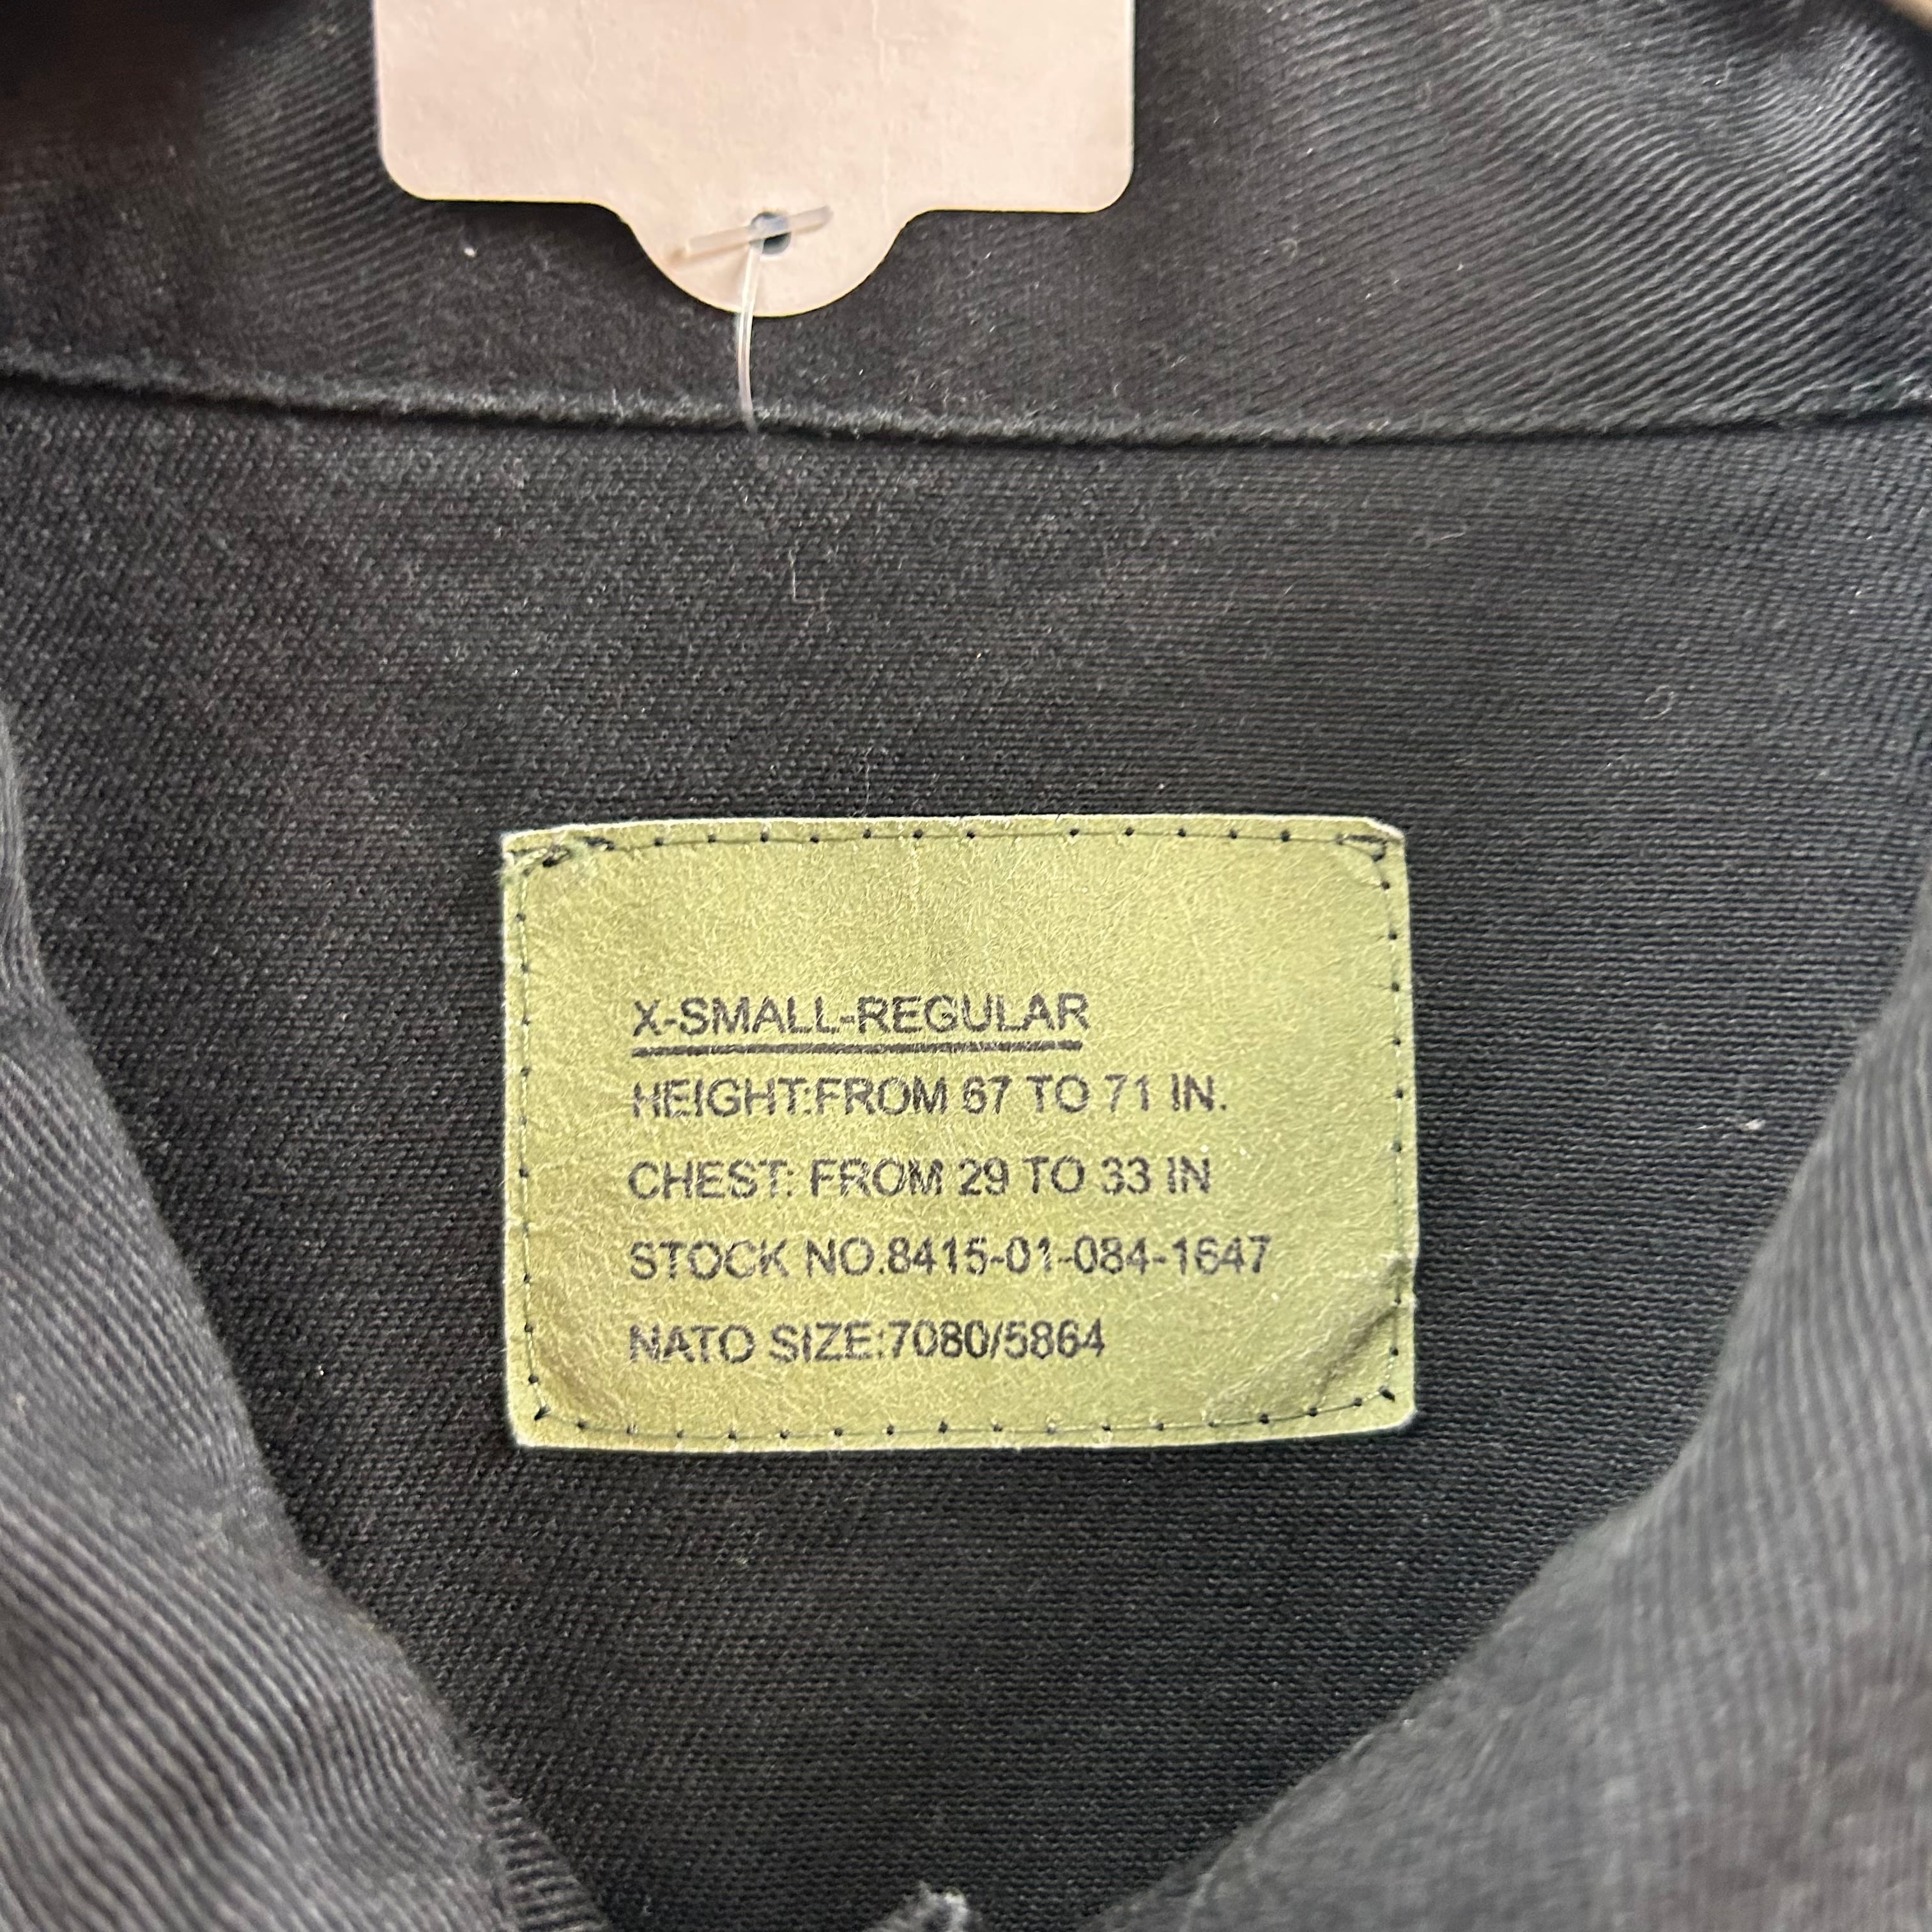 X-SMALL-REGULAR
HEIGHT:FROM 67 TO 71 IN.
CHEST: FROM 29 TO 33 IN
STOCK NO.8415-01-084-1647
NATO SIZE:7080/5864